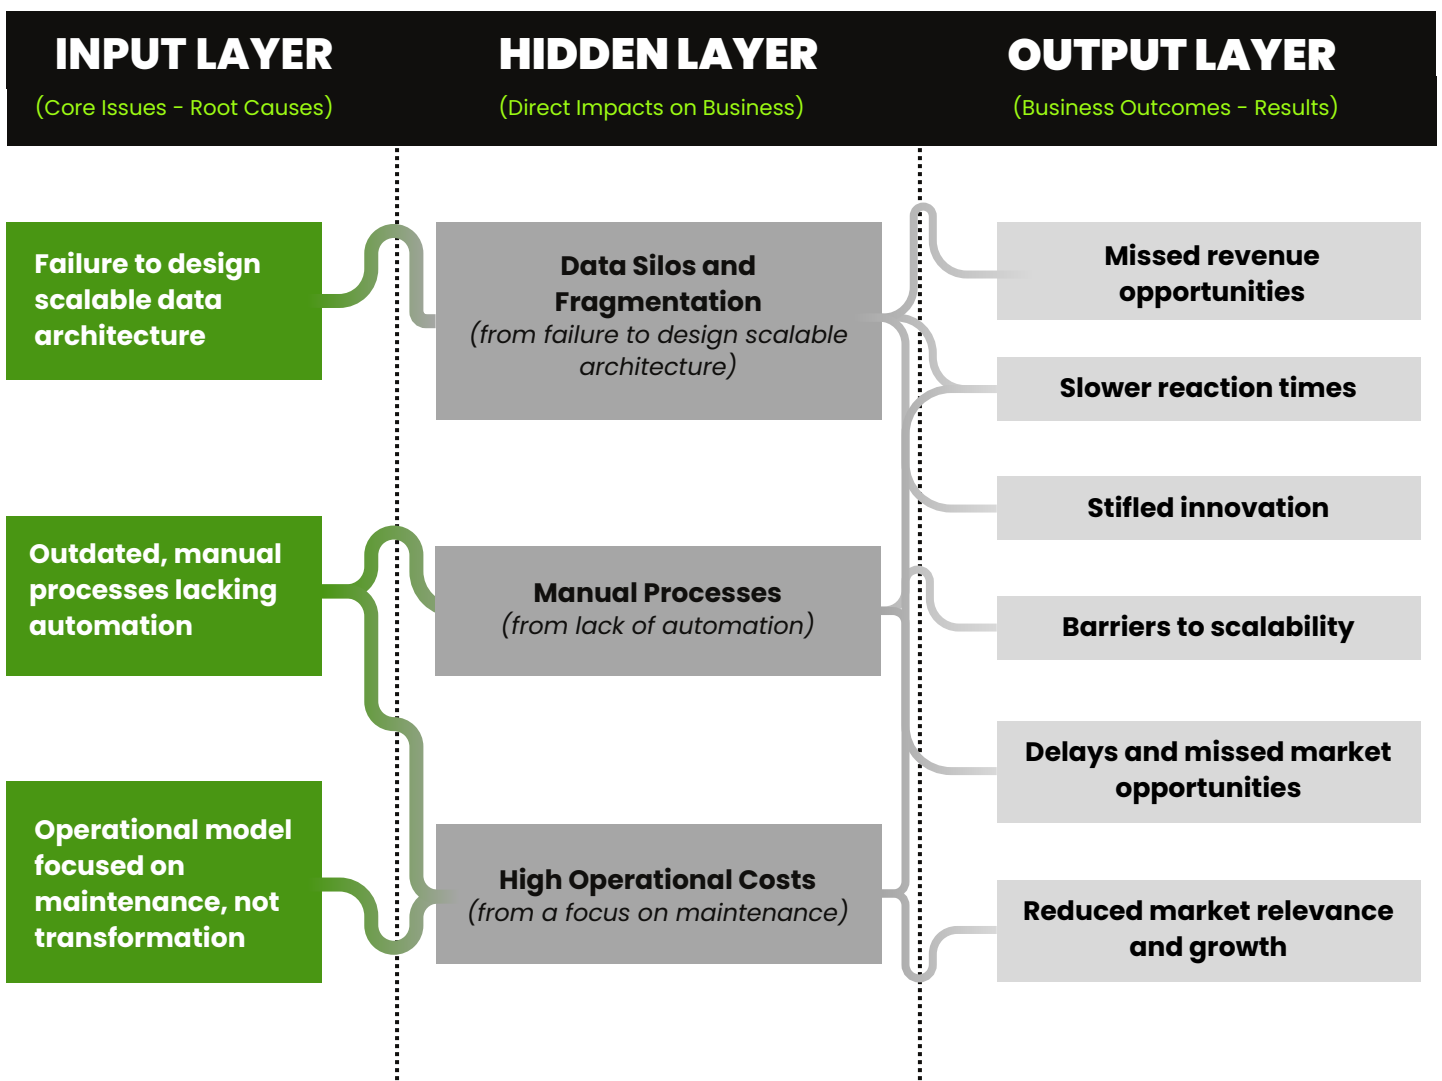 INPUT LAYER
(Core Issues - Root Causes)
HIDDEN LAYER
(Direct Impacts on Business)
OUTPUT LAYER
(Business Outcomes - Results)
Failure to design
scalable data
architecture
Outdated, manual
processes lacking
automation
Operational model
focused on
maintenance, not
transformation
Data Silos and
Fragmentation
(from failure to design scalable
architecture)
Manual Processes
(from lack of automation)
High Operational Costs
(from a focus on maintenance)
Missed revenue
opportunities
Slower reaction times
Stifled innovation
Barriers to scalability
Delays and missed market
opportunities
Reduced market relevance
and growth